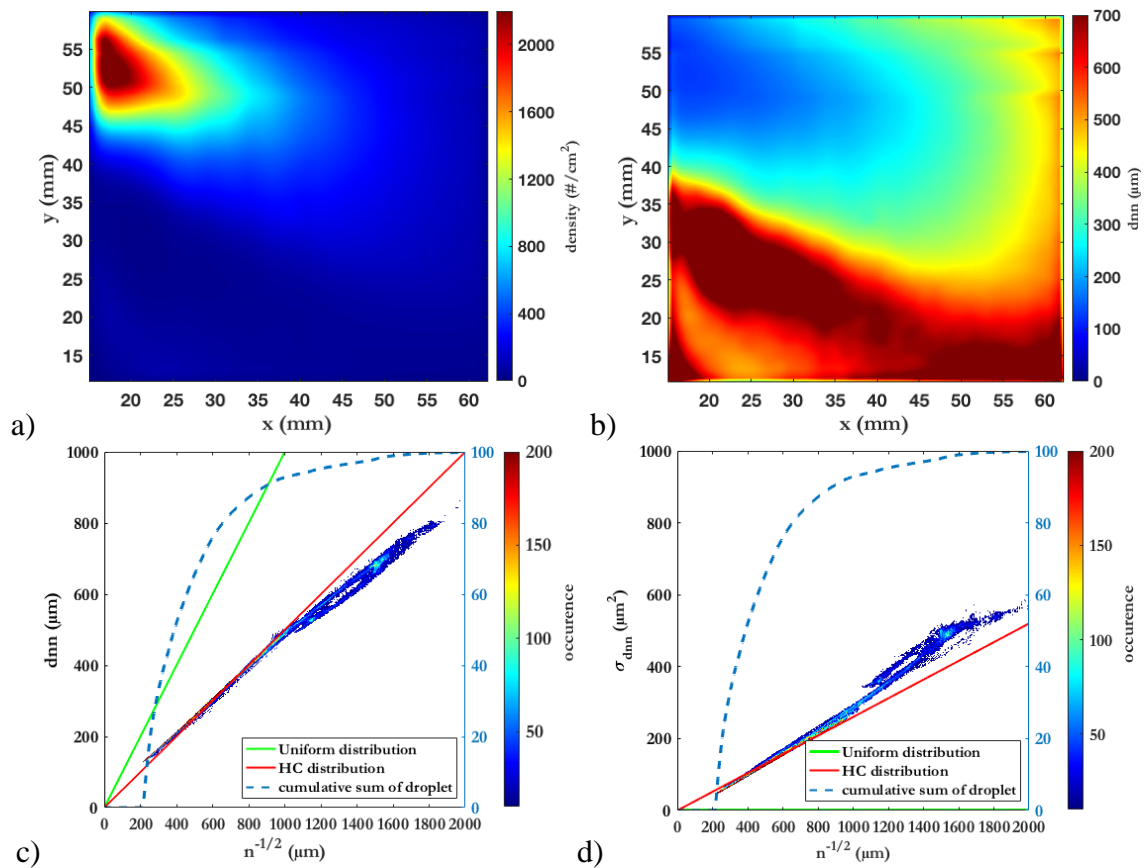 55
50
45
40
35
30
25
20
15
y (mm)
20 25 30 35 40 45 50 55 60
x (mm)
2000
1600
1200
800
400
0
density (#/cm²)
a)
55
50
45
40
35
30
25
20
15
y (mm)
20 25 30 35 40 45 50 55 60
x (mm)
700
600
500
400
300
200
100
0
dnn (μm)
b)
1000
800
600
400
200
0
dnn (μm)
0 200 400 600 800 1000 1200 1400 1600 1800 2000
n⁻¹/² (μm)
100
80
60
40
20
0
Uniform distribution
HC distribution
cumulative sum of droplet
200
150
100
50
occurence
c)
1000
800
600
400
200
0
σdnn (μm²)
0 200 400 600 800 1000 1200 1400 1600 1800 2000
n⁻¹/² (μm)
100
80
60
40
20
0
Uniform distribution
HC distribution
cumulative sum of droplet
200
150
100
50
occurence
d)